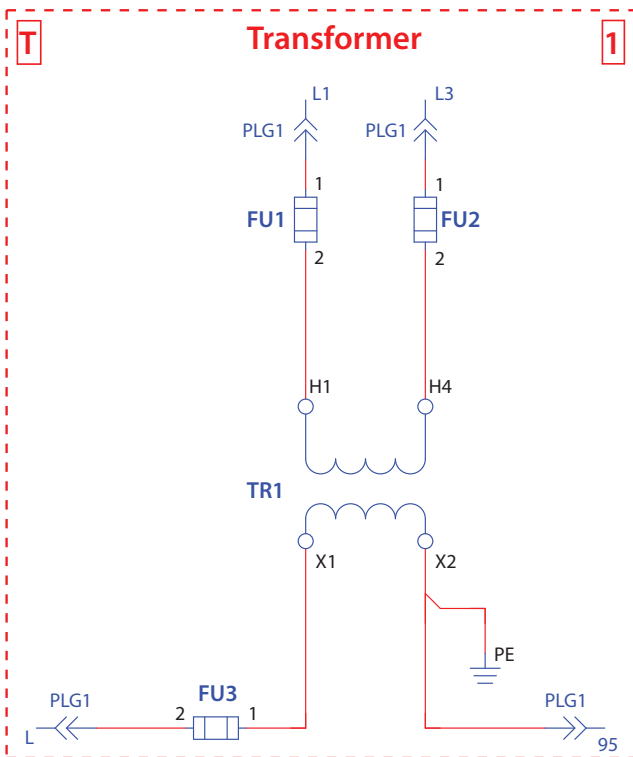 T Transformer 1
L1 L3
PLG1 PLG1
1 1
FU1 FU2
2 2
H1 H4
TR1
X1 X2
PE
PLG1 2 FU3 1 PLG1
L 95